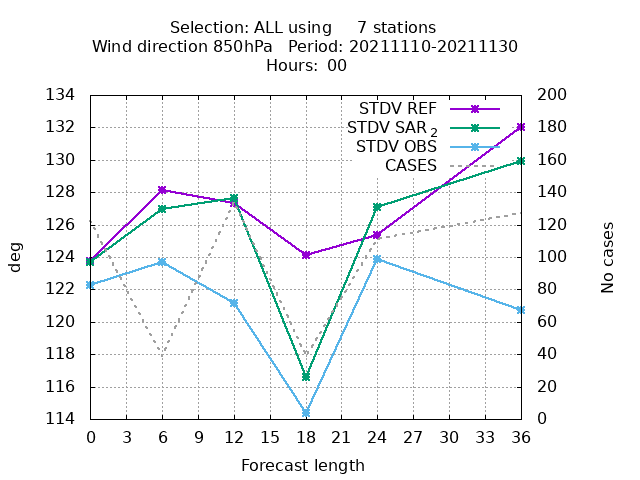 Selection: ALL using     7 stations
Wind direction 850hPa   Period: 20211110-20211130
Hours:  00
134 200
132 180
130 160
128 140
126 120
124 100
122 80
120 60
118 40
116 20
114 0
STDV REF
STDV SAR 2
STDV OBS
CASES
deg
No cases
0 3 6 9 12 15 18 21 24 27 30 33 36
Forecast length